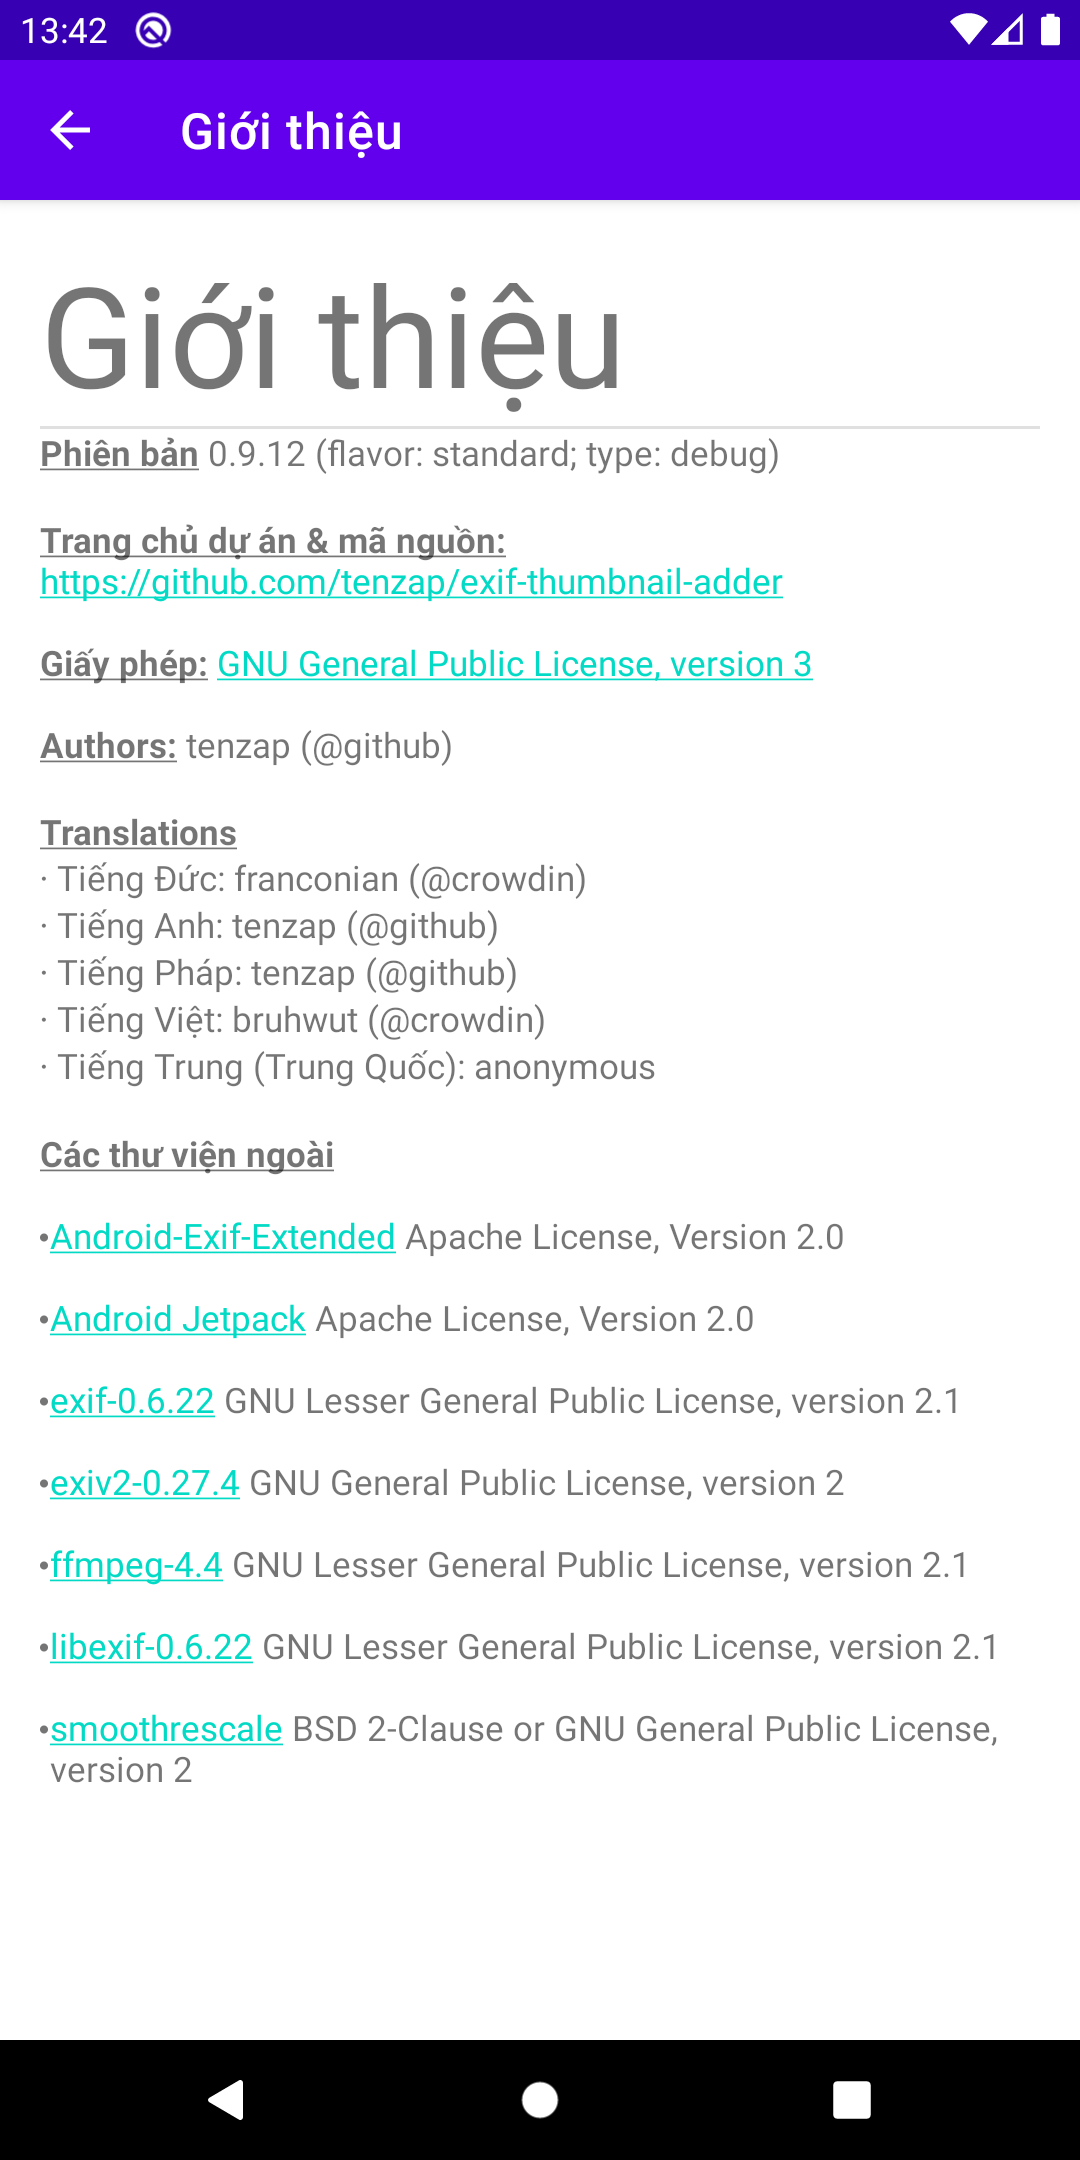 13:42
Giới thiệu
Giới thiệu
Phiên bản 0.9.12 (flavor: standard; type: debug)
Trang chủ dự án & mã nguồn:
https://github.com/tenzap/exif-thumbnail-adder
Giấy phép: GNU General Public License, version 3
Authors: tenzap (@github)
Translations
· Tiếng Đức: franconian (@crowdin)
· Tiếng Anh: tenzap (@github)
· Tiếng Pháp: tenzap (@github)
· Tiếng Việt: bruhwut (@crowdin)
· Tiếng Trung (Trung Quốc): anonymous
Các thư viện ngoài
•Android-Exif-Extended Apache License, Version 2.0
•Android Jetpack Apache License, Version 2.0
•exif-0.6.22 GNU Lesser General Public License, version 2.1
•exiv2-0.27.4 GNU General Public License, version 2
•ffmpeg-4.4 GNU Lesser General Public License, version 2.1
•libexif-0.6.22 GNU Lesser General Public License, version 2.1
•smoothrescale BSD 2-Clause or GNU General Public License,
version 2